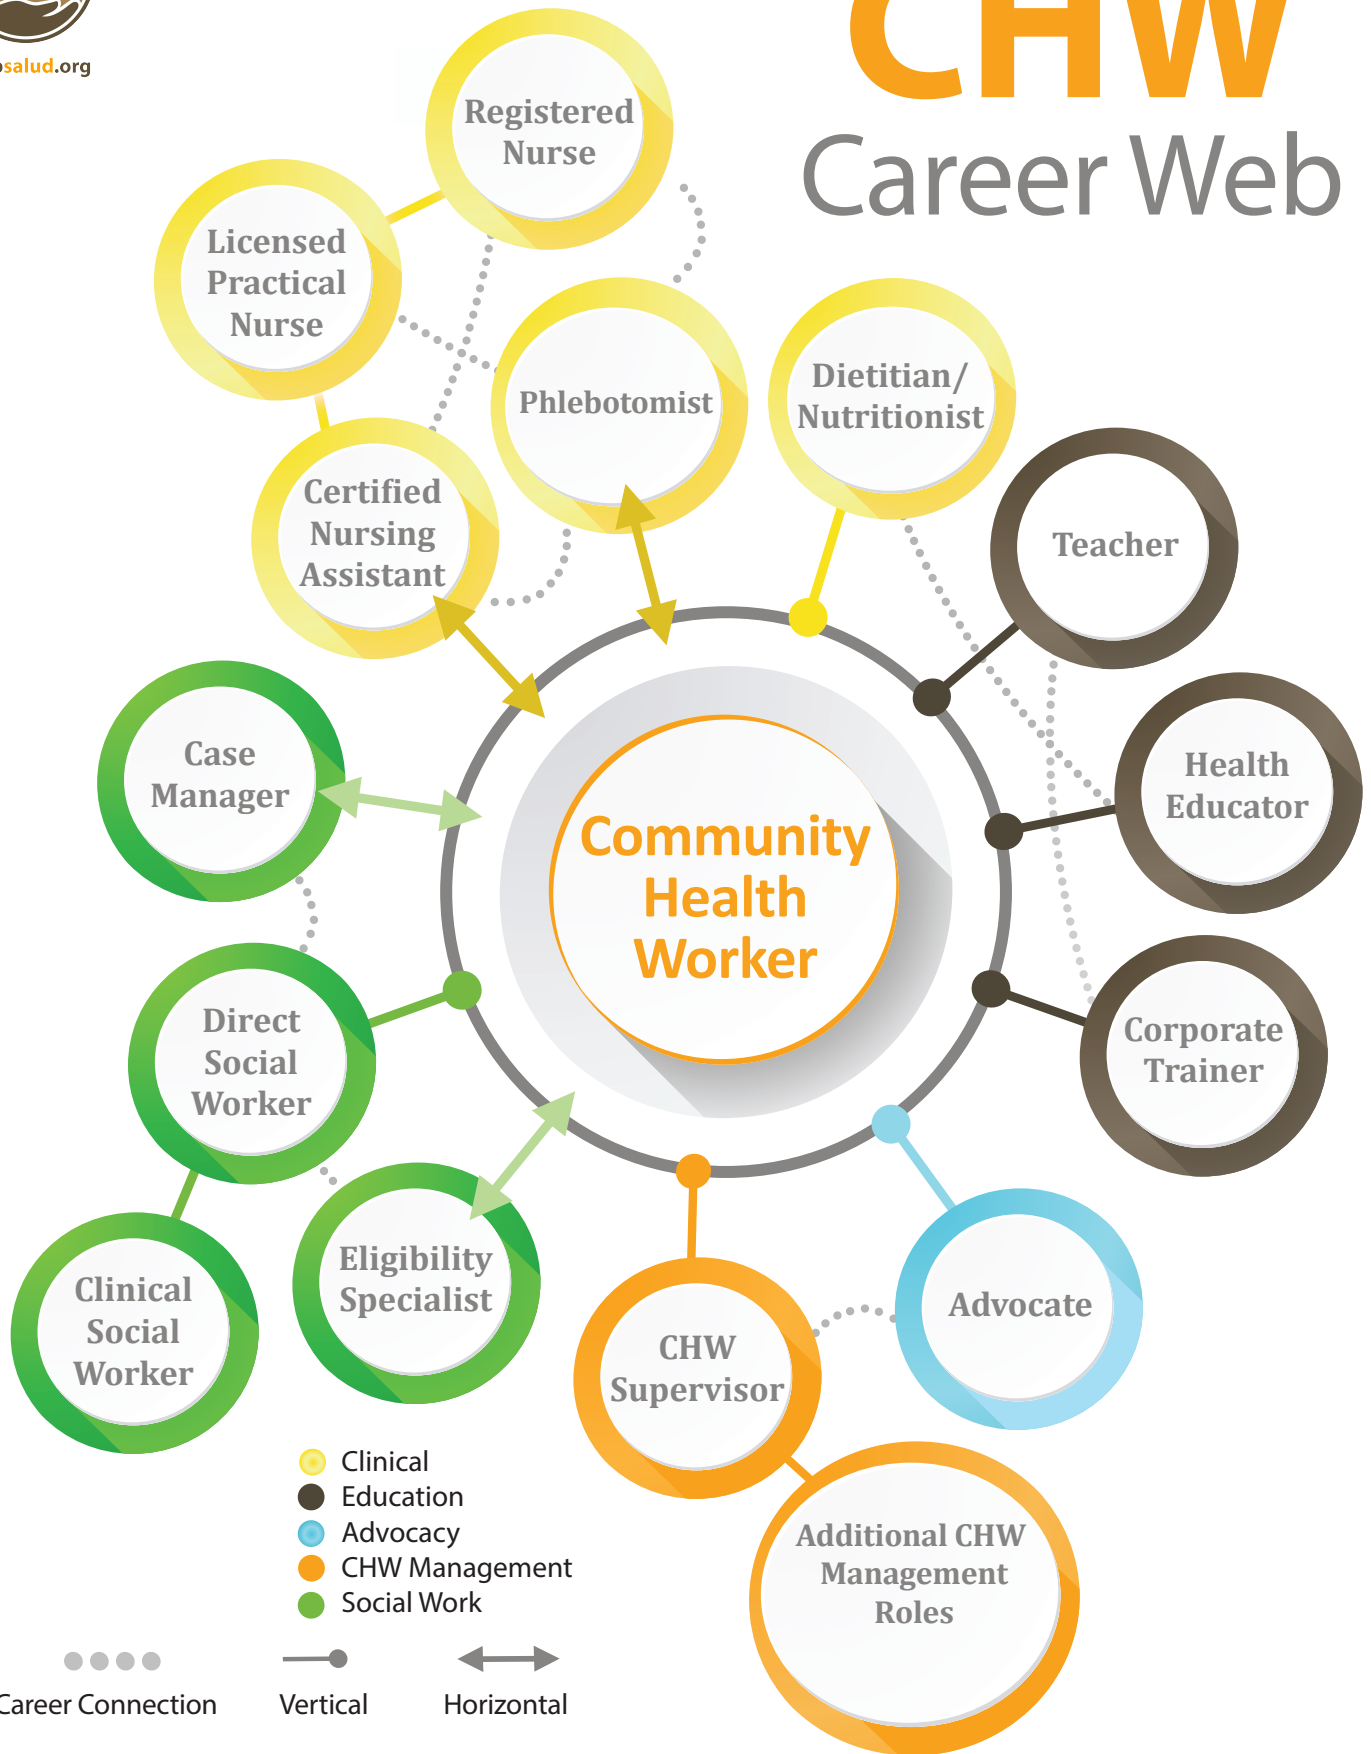 salud.org
CHW
Career Web
Registered
Nurse
Licensed
Practical
Nurse
Phlebotomist
Dietitian/
Nutritionist
Certified
Nursing
Assistant
Teacher
Case
Manager
Health
Educator
Community
Health
Worker
Direct
Social
Worker
Corporate
Trainer
Eligibility
Specialist
Clinical
Social
Worker
CHW
Supervisor
Advocate
Additional CHW
Management
Roles
Clinical
Education
Advocacy
CHW Management
Social Work
Career Connection
Vertical
Horizontal